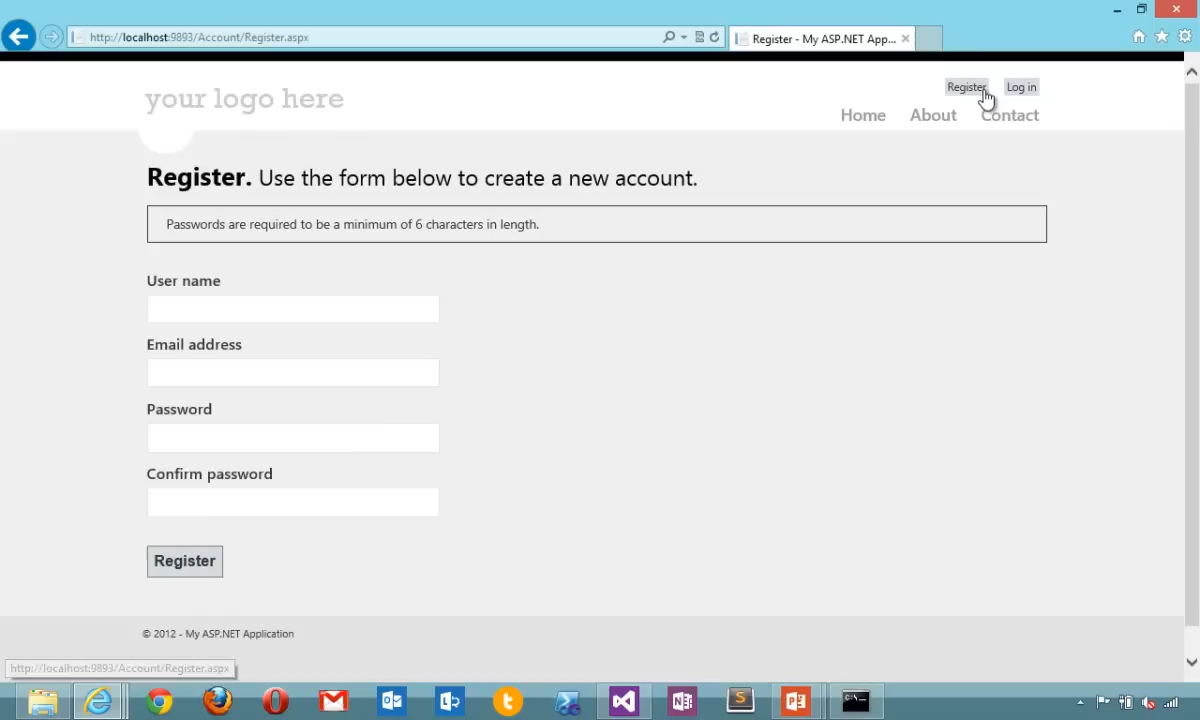 http://localhost:9893/Account/Register.aspx
Register - My ASP.NET App...
Register
Log in
your logo here
Home
About
Contact
Register. Use the form below to create a new account.
Passwords are required to be a minimum of 6 characters in length.
User name
Email address
Password
Confirm password
Register
© 2012 - My ASP.NET Application
http://localhost:9893/Account/Register.aspx